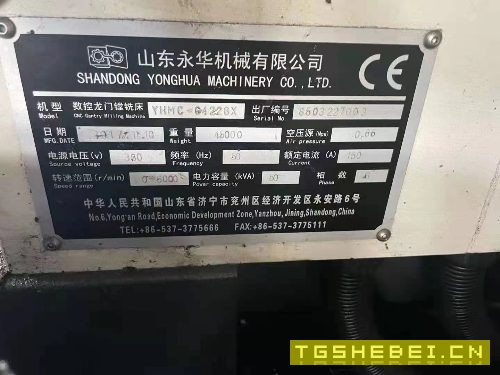 山东永华机械有限公司
SHANDONG YONGHUA MACHINERY CO.,LTD.
CE
机型 数控龙门镗铣床 出厂编号
Model CNC Gantry Milling Machine YHMC-G4228X Serial No
日期 重量 空压源(Mpa)
MFG.DATE Weight Air pressure 0.66
电源电压(v) 380 频率(Hz) 50 额定电流(A)
Source voltage Frequency Current
转速范围(r/min) 0-6000 电力容量(kVA) 相数
Speed range Power capacity Phase
中华人民共和国山东省济宁市兖州区经济开发区永安路6号
No.6,Yong'an Road,Economic Development Zone,Yanzhou,Jining,Shandong,China
TEL:+86-537-3775666 FAX:+86-537-3775111
TGSHEBEI.CN